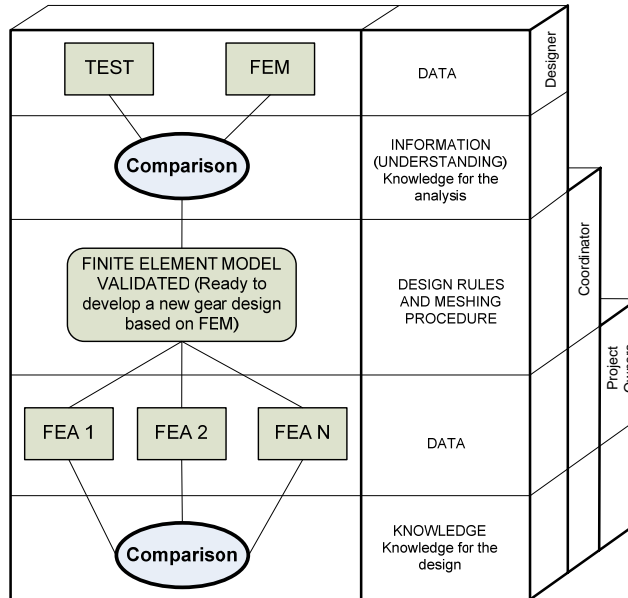 TEST
FEM
DATA
Designer
Comparison
INFORMATION
(UNDERSTANDING)
Knowledge for the
analysis
FINITE ELEMENT MODEL
VALIDATED (Ready to
develop a new gear design
based on FEM)
DESIGN RULES
AND MESHING
PROCEDURE
Coordinator
Project
Owners
FEA 1
FEA 2
FEA N
DATA
Comparison
KNOWLEDGE
Knowledge for the
design